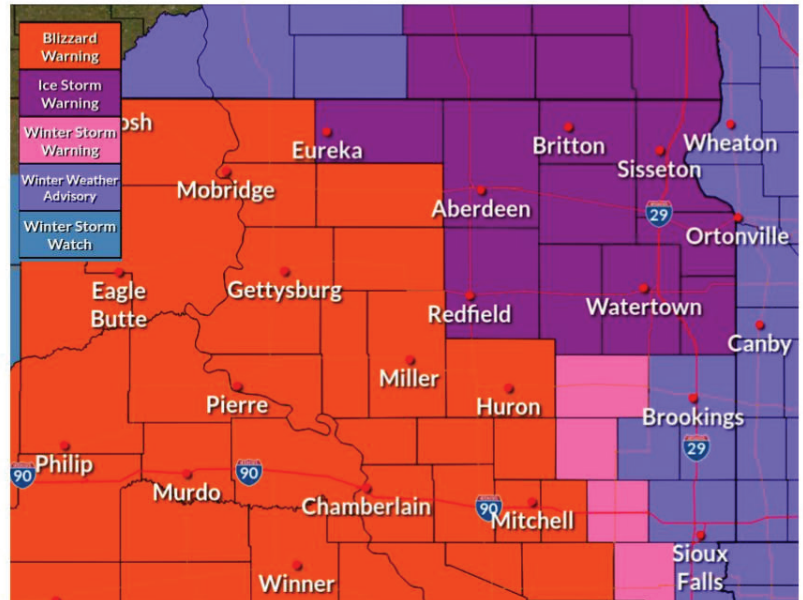 Blizzard
Warning
Ice Storm
Warning
Winter Storm
Warning
Winter Weather
Advisory
Winter Storm
Watch
osh
Eureka
Britton
Wheaton
Sisseton
Mobridge
Aberdeen
29
Ortonville
Eagle
Butte
Gettysburg
Redfield
Watertown
Canby
Miller
Pierre
Huron
Brookings
29
Philip
90
Murdo
90
Chamberlain
90
Mitchell
Sioux
Falls
Winner